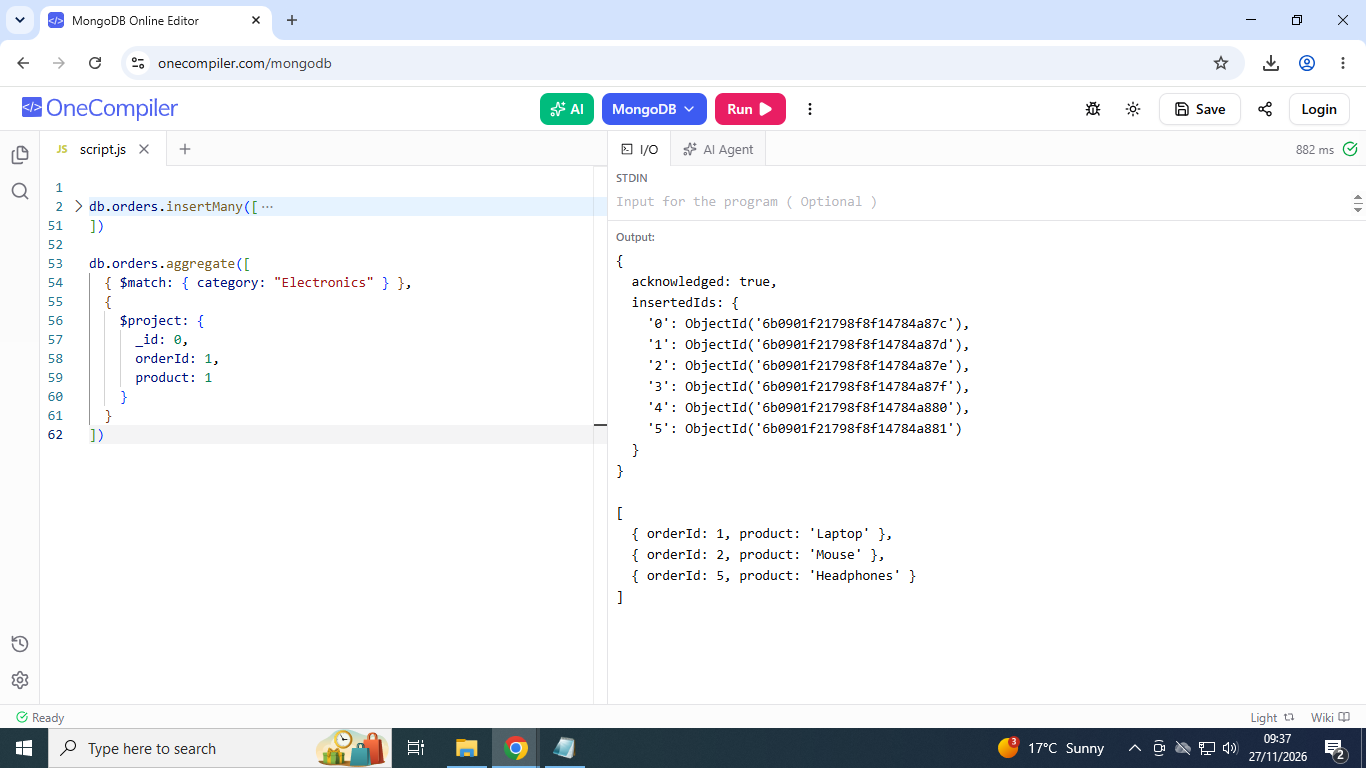 MongoDB Online Editor
onecompiler.com/mongodb
OneCompiler
AI
MongoDB
Run
Save
Login
JS script.js
I/O
AI Agent
882 ms
1
2 db.orders.insertMany([ ···
51 ])
52
53 db.orders.aggregate([
54 { $match: { category: "Electronics" } },
55 {
56 $project: {
57 _id: 0,
58 orderId: 1,
59 product: 1
60 }
61 }
62 ])
STDIN
Input for the program ( Optional )
Output:
{
acknowledged: true,
insertedIds: {
'0': ObjectId('6b0901f21798f8f14784a87c'),
'1': ObjectId('6b0901f21798f8f14784a87d'),
'2': ObjectId('6b0901f21798f8f14784a87e'),
'3': ObjectId('6b0901f21798f8f14784a87f'),
'4': ObjectId('6b0901f21798f8f14784a880'),
'5': ObjectId('6b0901f21798f8f14784a881')
}
}
[
{ orderId: 1, product: 'Laptop' },
{ orderId: 2, product: 'Mouse' },
{ orderId: 5, product: 'Headphones' }
]
Ready
Light
Wiki
Type here to search
3
17°C Sunny
09:37
27/11/2026
2